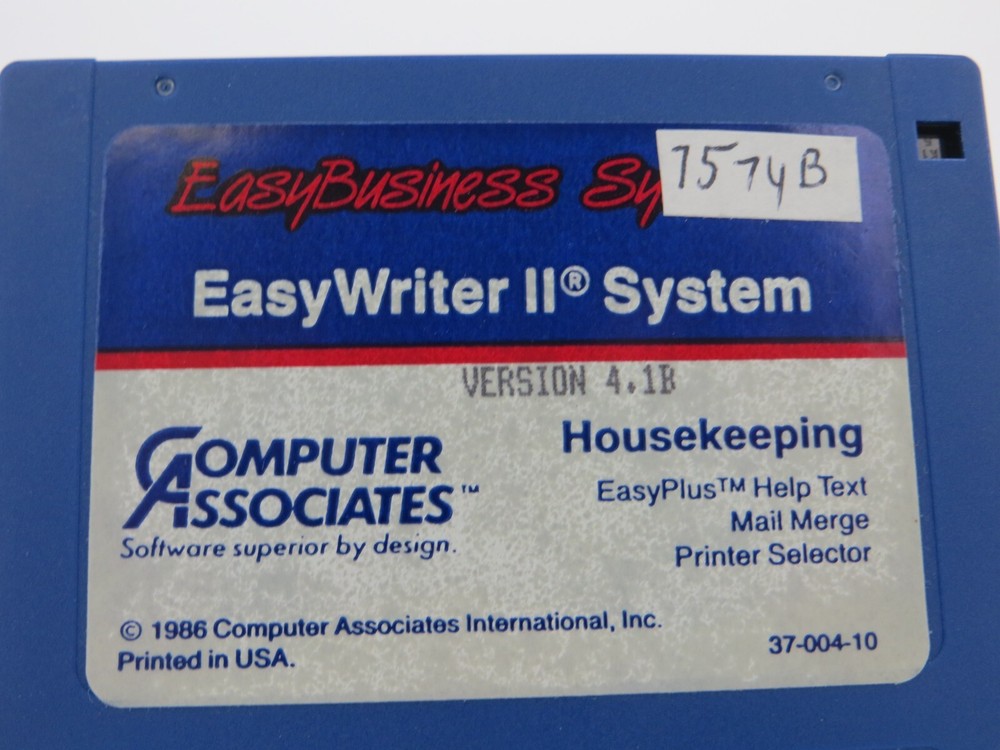 EasyBusiness Sy
7574B
EasyWriter II® System
VERSION 4.1B
COMPUTER
ASSOCIATES™
Software superior by design.
Housekeeping
EasyPlus™ Help Text
Mail Merge
Printer Selector
© 1986 Computer Associates International, Inc.
Printed in USA.
37-004-10